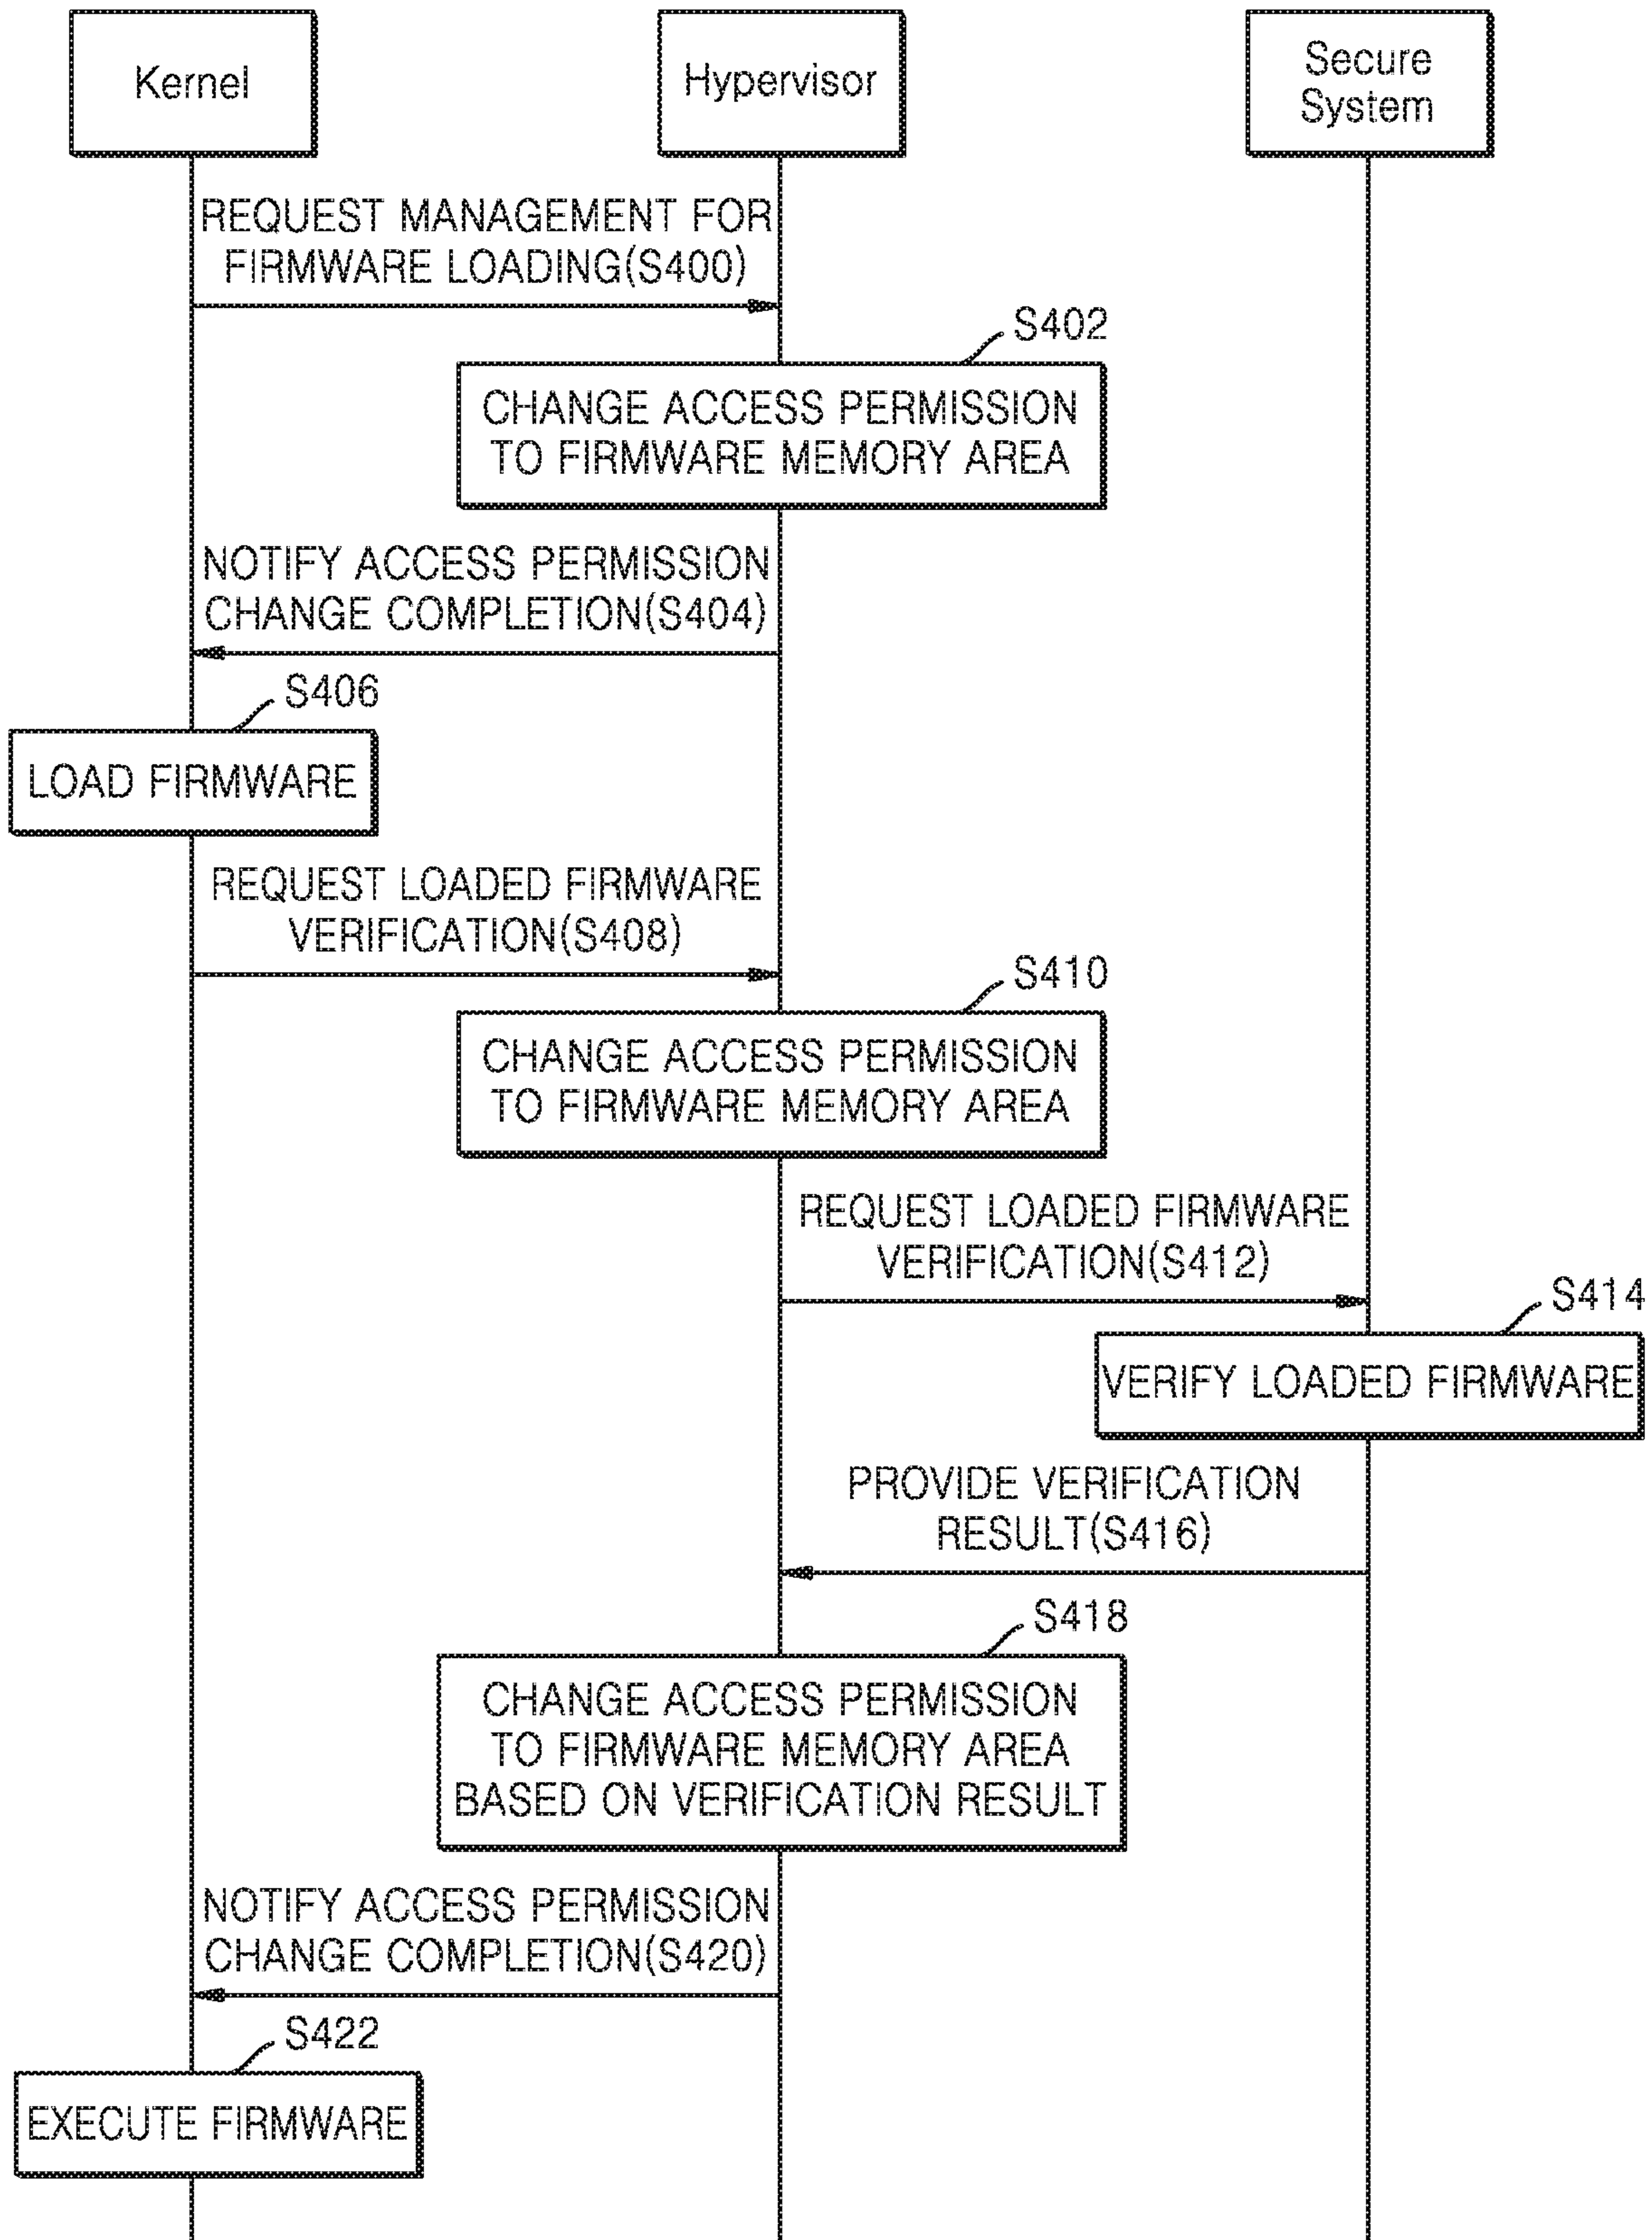 Kernel
Hypervisor
Secure
System
REQUEST MANAGEMENT FOR
FIRMWARE LOADING(S400)
S402
CHANGE ACCESS PERMISSION
TO FIRMWARE MEMORY AREA
NOTIFY ACCESS PERMISSION
CHANGE COMPLETION(S404)
S406
LOAD FIRMWARE
REQUEST LOADED FIRMWARE
VERIFICATION(S408)
S410
CHANGE ACCESS PERMISSION
TO FIRMWARE MEMORY AREA
REQUEST LOADED FIRMWARE
VERIFICATION(S412)
S414
VERIFY LOADED FIRMWARE
PROVIDE VERIFICATION
RESULT(S416)
S418
CHANGE ACCESS PERMISSION
TO FIRMWARE MEMORY AREA
BASED ON VERIFICATION RESULT
NOTIFY ACCESS PERMISSION
CHANGE COMPLETION(S420)
S422
EXECUTE FIRMWARE